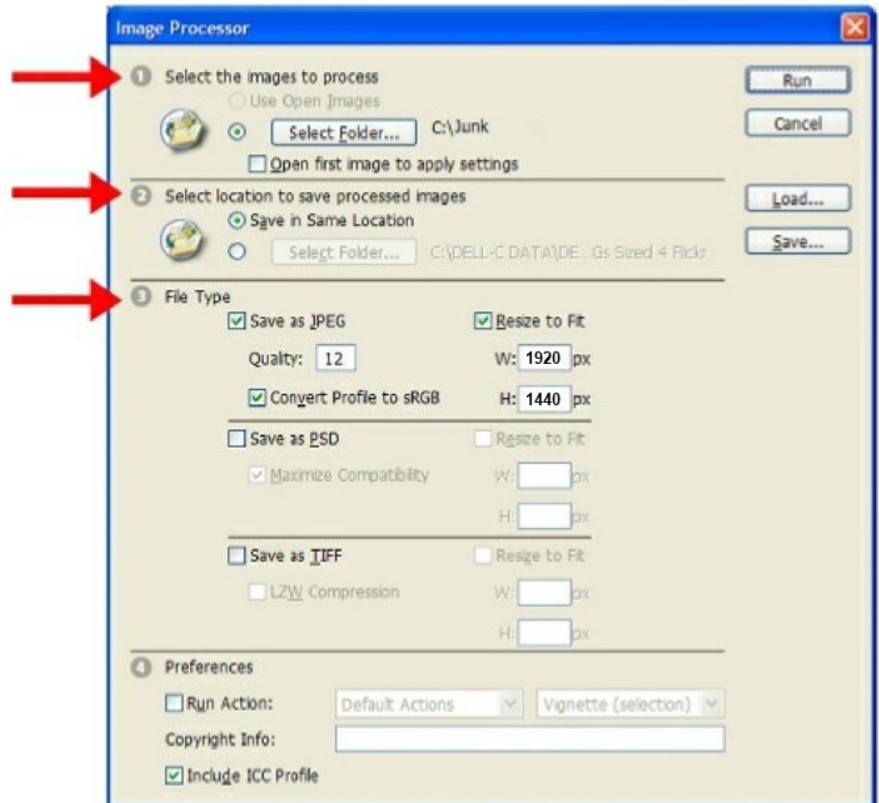 Image Processor
1 Select the images to process
Run
Use Open Images
Select Folder... C:\Junk
Cancel
Open first image to apply settings
2 Select location to save processed images
Load...
Save in Same Location
Select Folder... C:\DELL-C DATA\DE...Gs Sized 4 Flickr
Save...
3 File Type
Save as JPEG Resize to Fit
Quality: 12 W: 1920 px
Convert Profile to sRGB H: 1440 px
Save as PSD Resize to Fit
Maximize Compatibility W: px
H: px
Save as TIFF Resize to Fit
LZW Compression W: px
H: px
4 Preferences
Run Action: Default Actions Vignette (selection)
Copyright Info:
Include ICC Profile